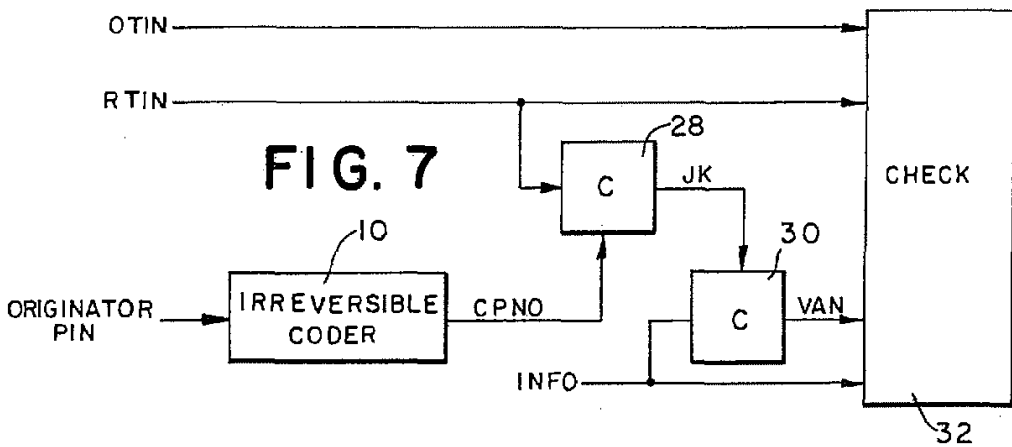 OTIN
RTIN
28
FIG. 7
C
JK
CHECK
10
30
ORIGINATOR
PIN
IRREVERSIBLE
CODER
CPNO
C
VAN
INFO
32